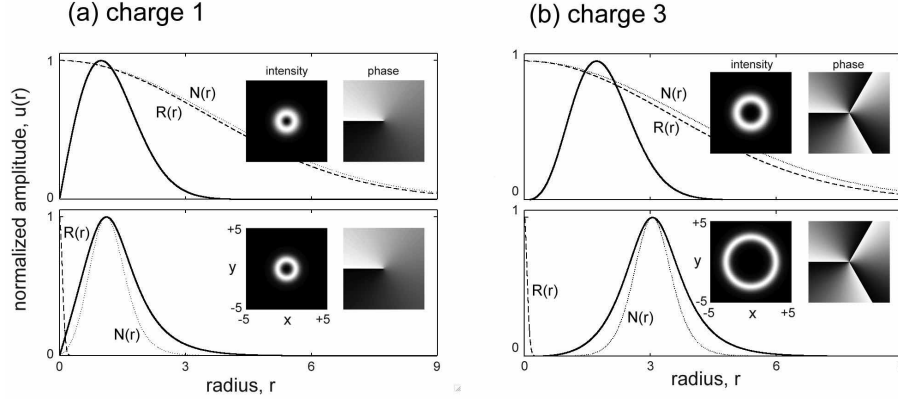 (a) charge 1
(b) charge 3
normalized amplitude, u(r)
1
intensity
phase
N(r)
R(r)
0
1
intensity
phase
N(r)
R(r)
0
1
R(r)
+5
y
-5
N(r)
-5
x
+5
0
0
3
6
9
radius, r
1
R(r)
+5
y
-5
N(r)
-5
x
+5
0
0
3
6
radius, r